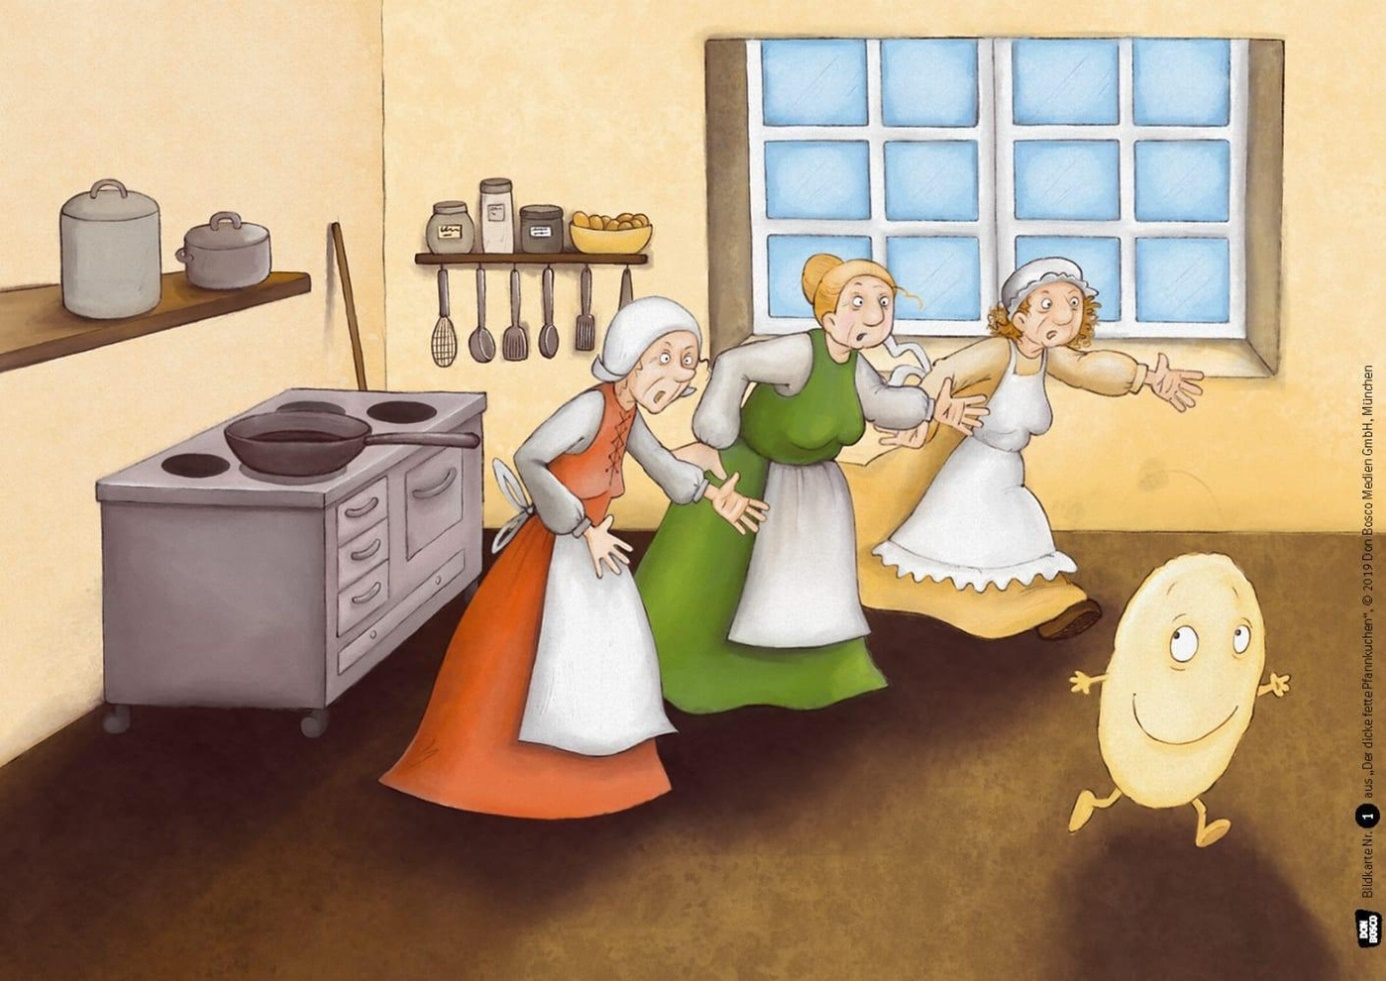 Bildkarte Nr. 1 aus „Der dicke fette Pfannkuchen“, © 2019 Don Bosco Medien GmbH, München
DON
BOSCO